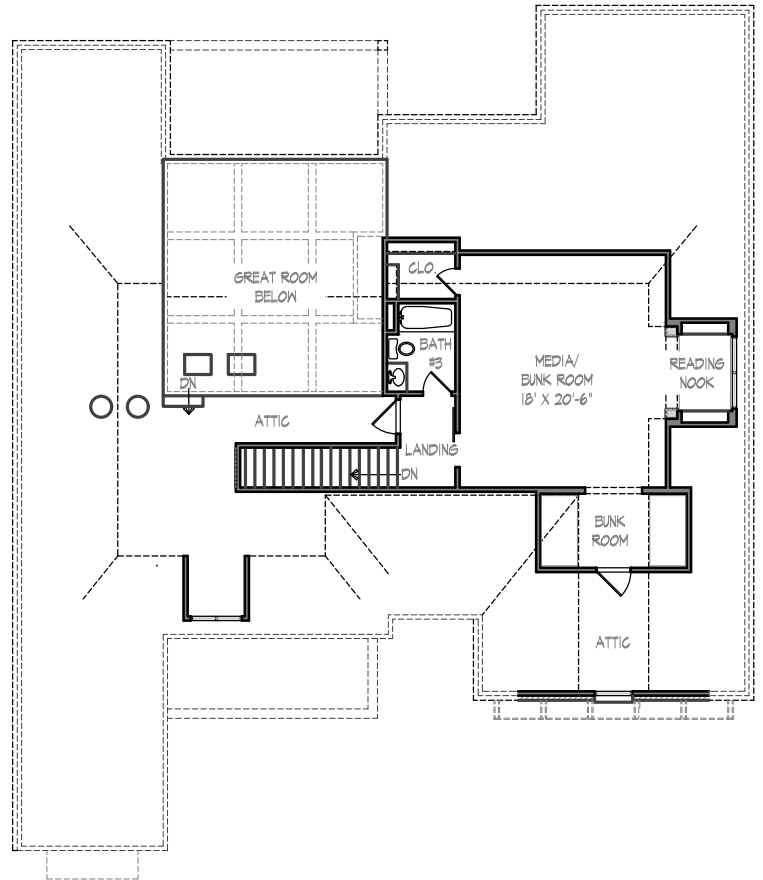 CLO.
GREAT ROOM
BELOW
BATH
#3
MEDIA/
BUNK ROOM
18' X 20'-6"
READING
NOOK
DN
ATTIC
LANDING
DN
BUNK
ROOM
ATTIC